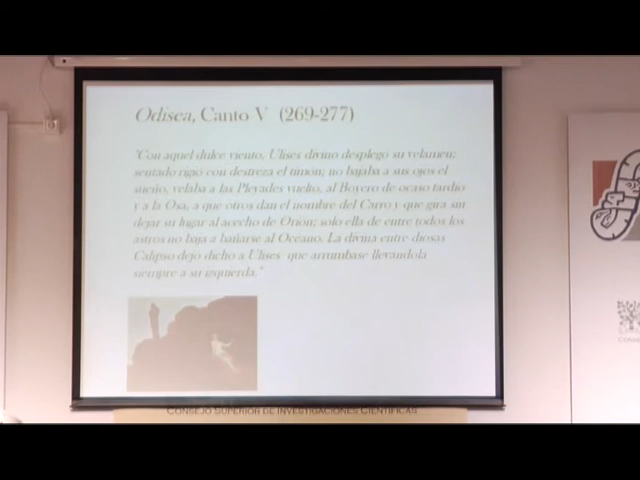 Odisea, Canto V (269-277)
"Con aquel dulce viento, Ulises divino desplegó su velamen;
sentado rigió con destreza el timón; no bajaba a sus ojos el
sueño, velaba a las Pleyades vuelto, al Boyero de ocaso tardío
y a la Osa, a que otros dan el nombre del Carro y que gira sin
dejar su lugar al acecho de Orión; solo ella de entre todos los
astros no baja a bañarse al Océano. La divina entre diosas
Calipso dejó dicho a Ulises que arrumbase llevándola
siempre a su izquierda."
CONSEJO SUPERIOR DE INVESTIGACIONES CIENTÍFICAS